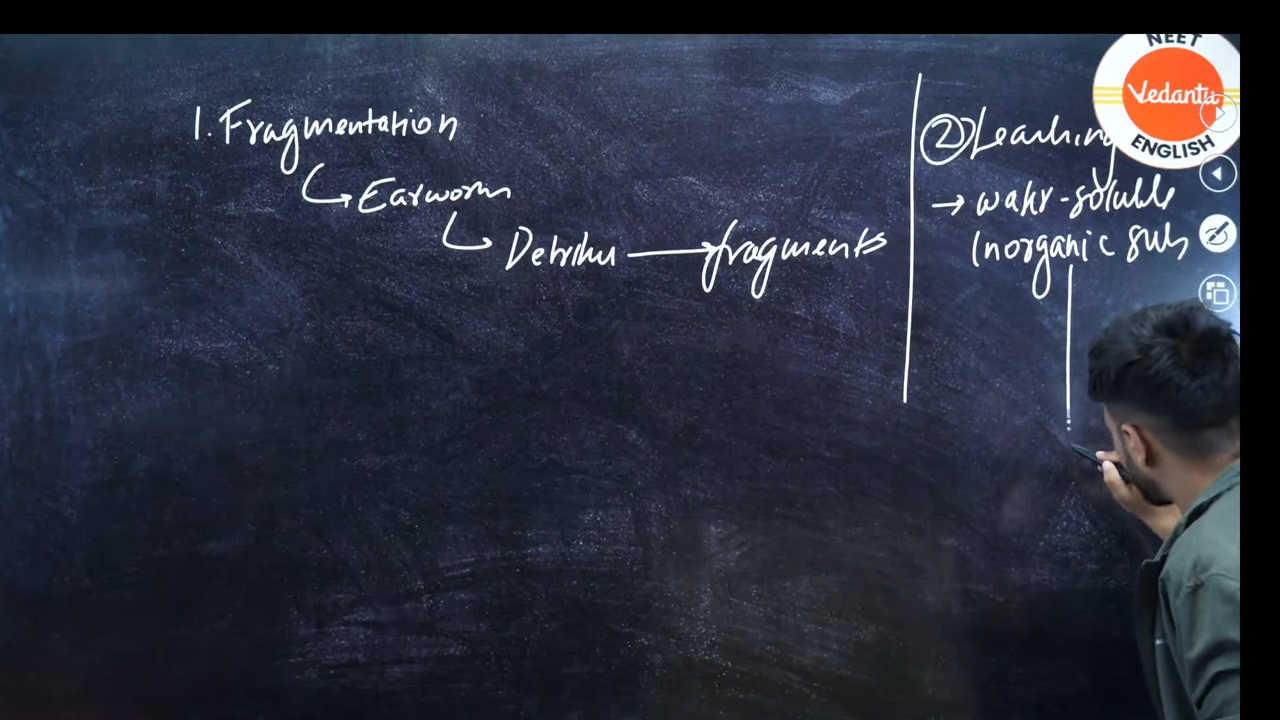 1. Fragmentation
Earworm
Detritus → fragments
② Leaching
→ water-soluble
Inorganic sub
NEET
Vedantu
ENGLISH